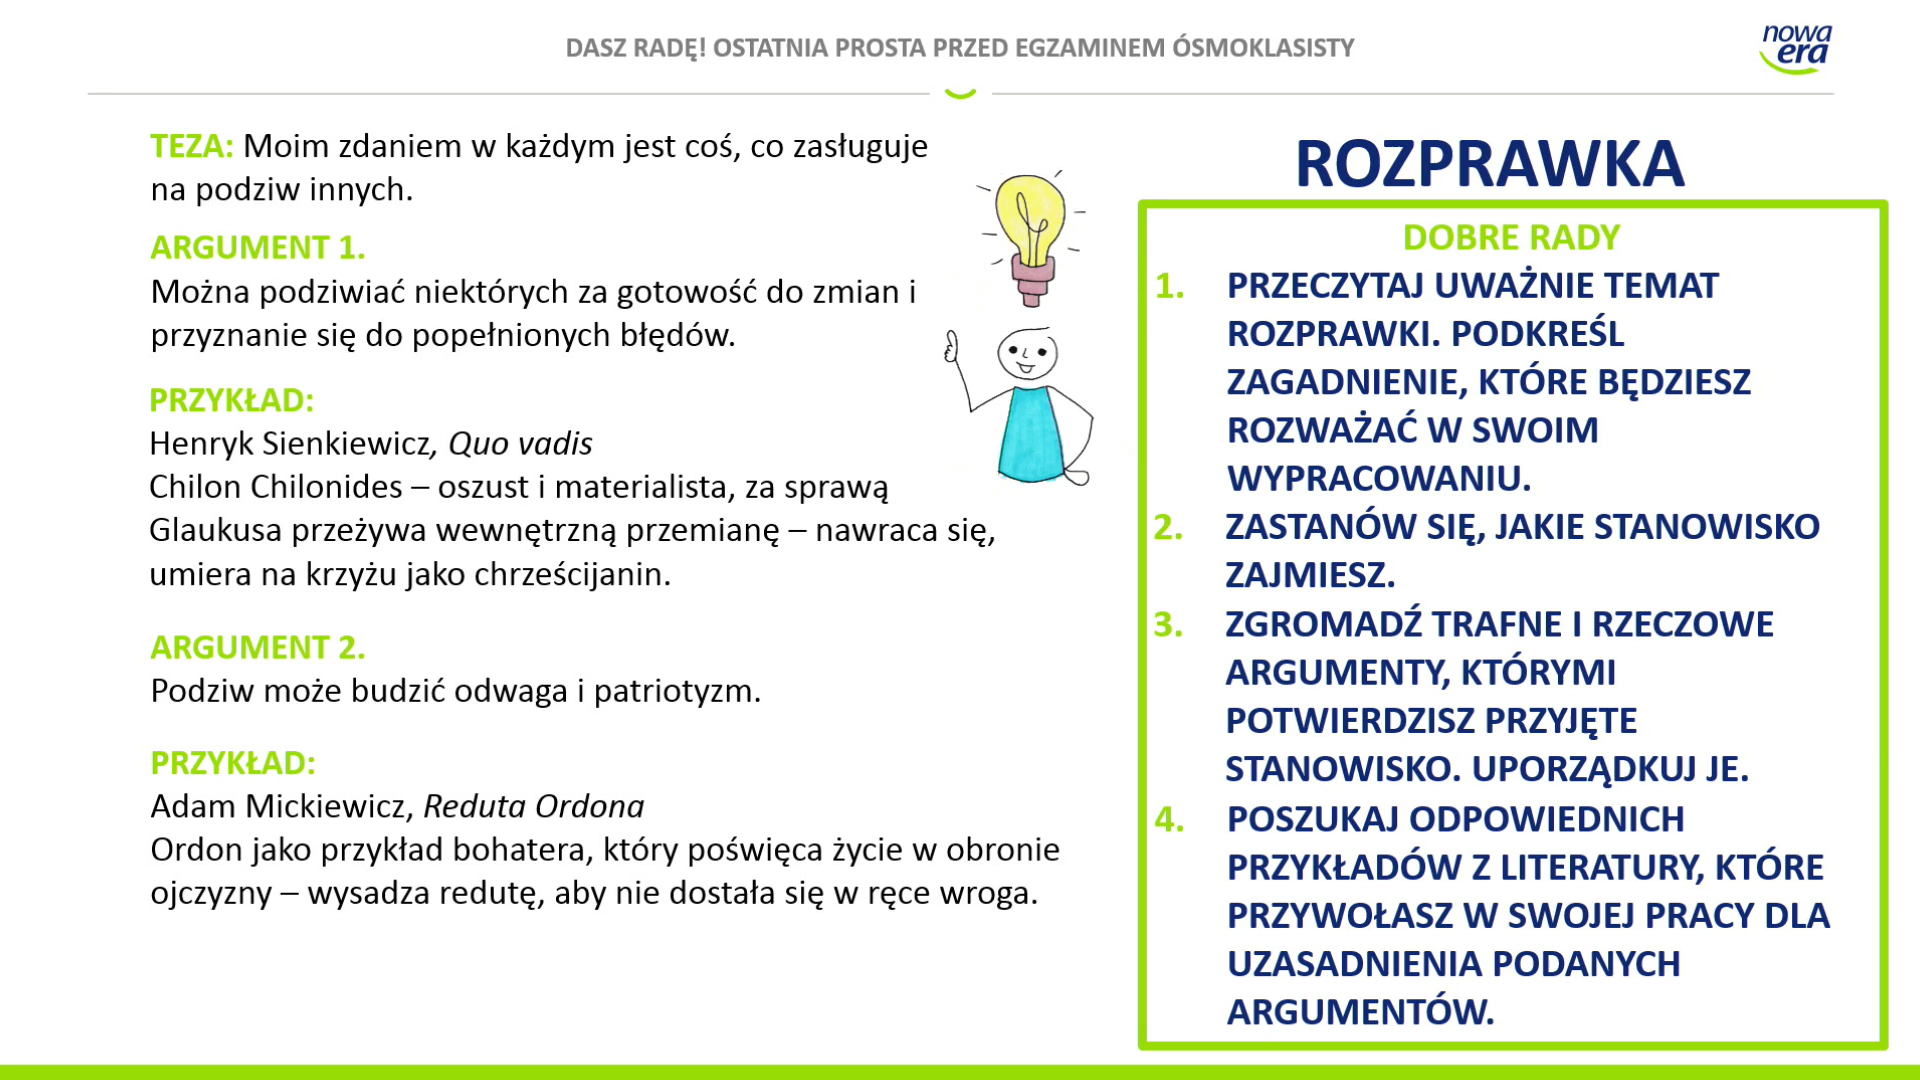 DASZ RADĘ! OSTATNIA PROSTA PRZED EGZAMINEM ÓSMOKLASISTY
nowa
era
TEZA: Moim zdaniem w każdym jest coś, co zasługuje
na podziw innych.
ARGUMENT 1.
Można podziwiać niektórych za gotowość do zmian i
przyznanie się do popełnionych błędów.
PRZYKŁAD:
Henryk Sienkiewicz, Quo vadis
Chilon Chilonides – oszust i materialista, za sprawą
Glaukusa przeżywa wewnętrzną przemianę – nawraca się,
umiera na krzyżu jako chrześcijanin.
ARGUMENT 2.
Podziw może budzić odwaga i patriotyzm.
PRZYKŁAD:
Adam Mickiewicz, Reduta Ordona
Ordon jako przykład bohatera, który poświęca życie w obronie
ojczyzny – wysadza redutę, aby nie dostała się w ręce wroga.
ROZPRAWKA
DOBRE RADY
1. PRZECZYTAJ UWAŻNIE TEMAT
ROZPRAWKI. PODKREŚL
ZAGADNIENIE, KTÓRE BĘDZIESZ
ROZWAŻAĆ W SWOIM
WYPRACOWANIU.
2. ZASTANÓW SIĘ, JAKIE STANOWISKO
ZAJMIESZ.
3. ZGROMADŹ TRAFNE I RZECZOWE
ARGUMENTY, KTÓRYMI
POTWIERDZISZ PRZYJĘTE
STANOWISKO. UPORZĄDKUJ JE.
4. POSZUKAJ ODPOWIEDNICH
PRZYKŁADÓW Z LITERATURY, KTÓRE
PRZYWOŁASZ W SWOJEJ PRACY DLA
UZASADNIENIA PODANYCH
ARGUMENTÓW.